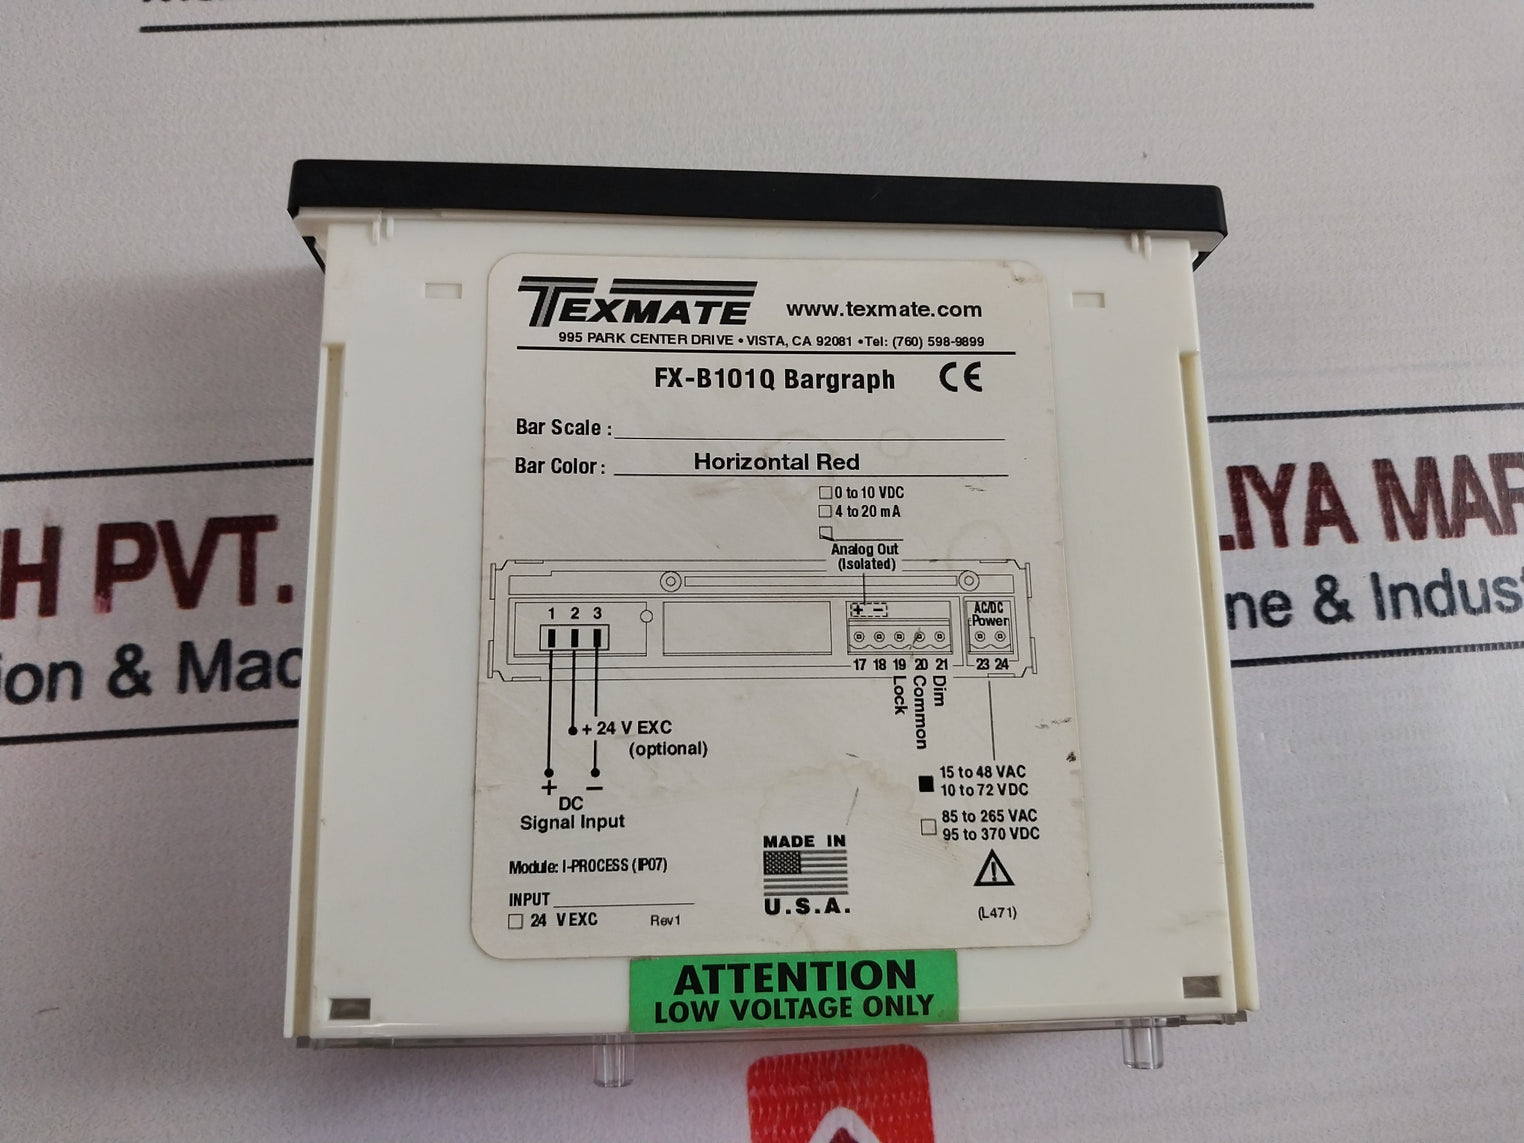 TEXMATE www.texmate.com
995 PARK CENTER DRIVE • VISTA, CA 92081 •Tel: (760) 598-9899
FX-B101Q Bargraph CE
Bar Scale :
Bar Color : Horizontal Red
0 to 10 VDC
4 to 20 mA
Analog Out
(Isolated)
1 2 3
+ −
AC/DC
Power
17 18 19 20 21 23 24
Lock
Common
Dim
+ 24 V EXC
(optional)
+ −
DC
Signal Input
15 to 48 VAC
10 to 72 VDC
85 to 265 VAC
95 to 370 VDC
Module: I-PROCESS (IP07)
INPUT
24 V EXC Rev1
MADE IN
U.S.A.
(L471)
ATTENTION
LOW VOLTAGE ONLY
H PVT.
ion & Mac
LIYA MAR
ne & Indust